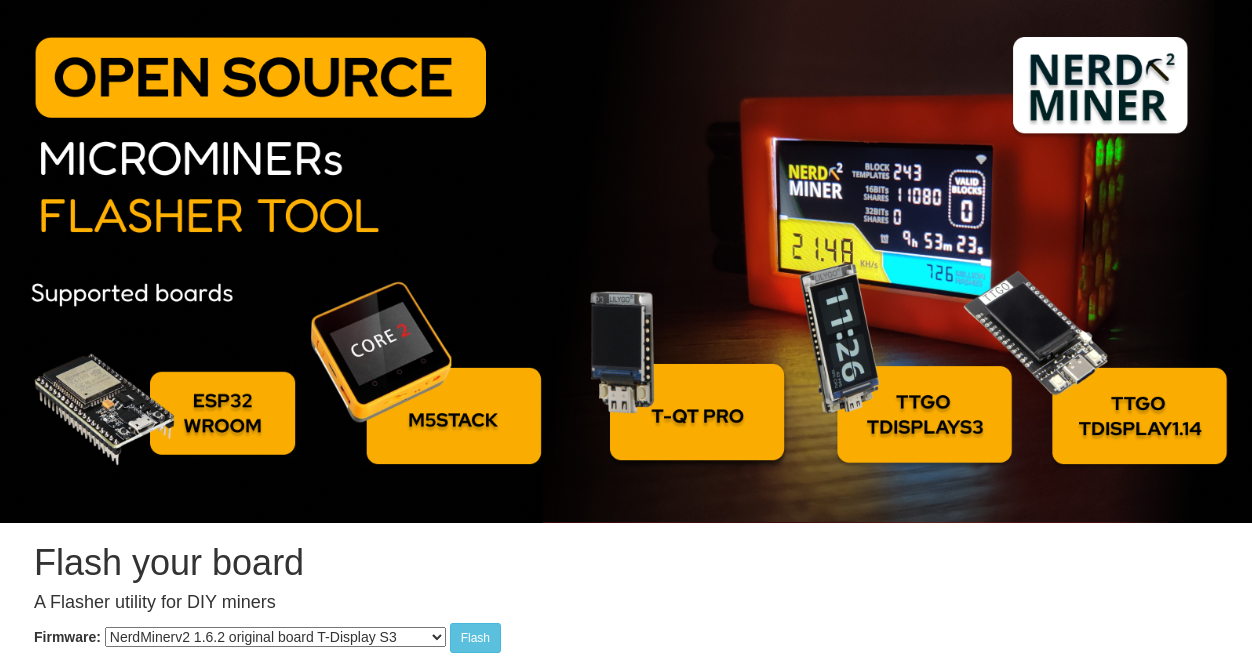 OPEN SOURCE
MICROMINERs
FLASHER TOOL
Supported boards
NERD 2
MINER
NERD 2
MINER
BLOCK
TEMPLATES 243
16BITs
SHARES 11080
32BITs
SHARES 0
VALID
BLOCKS
0
9h 53m 23s
21.48 KH/s
726
LILYGO
LILYGO
11:26
TTGO
CORE 2
ESP32
WROOM
M5STACK
T-QT PRO
TTGO
TDISPLAYS3
TTGO
TDISPLAY1.14
Flash your board
A Flasher utility for DIY miners
Firmware: NerdMinerv2 1.6.2 original board T-Display S3 Flash